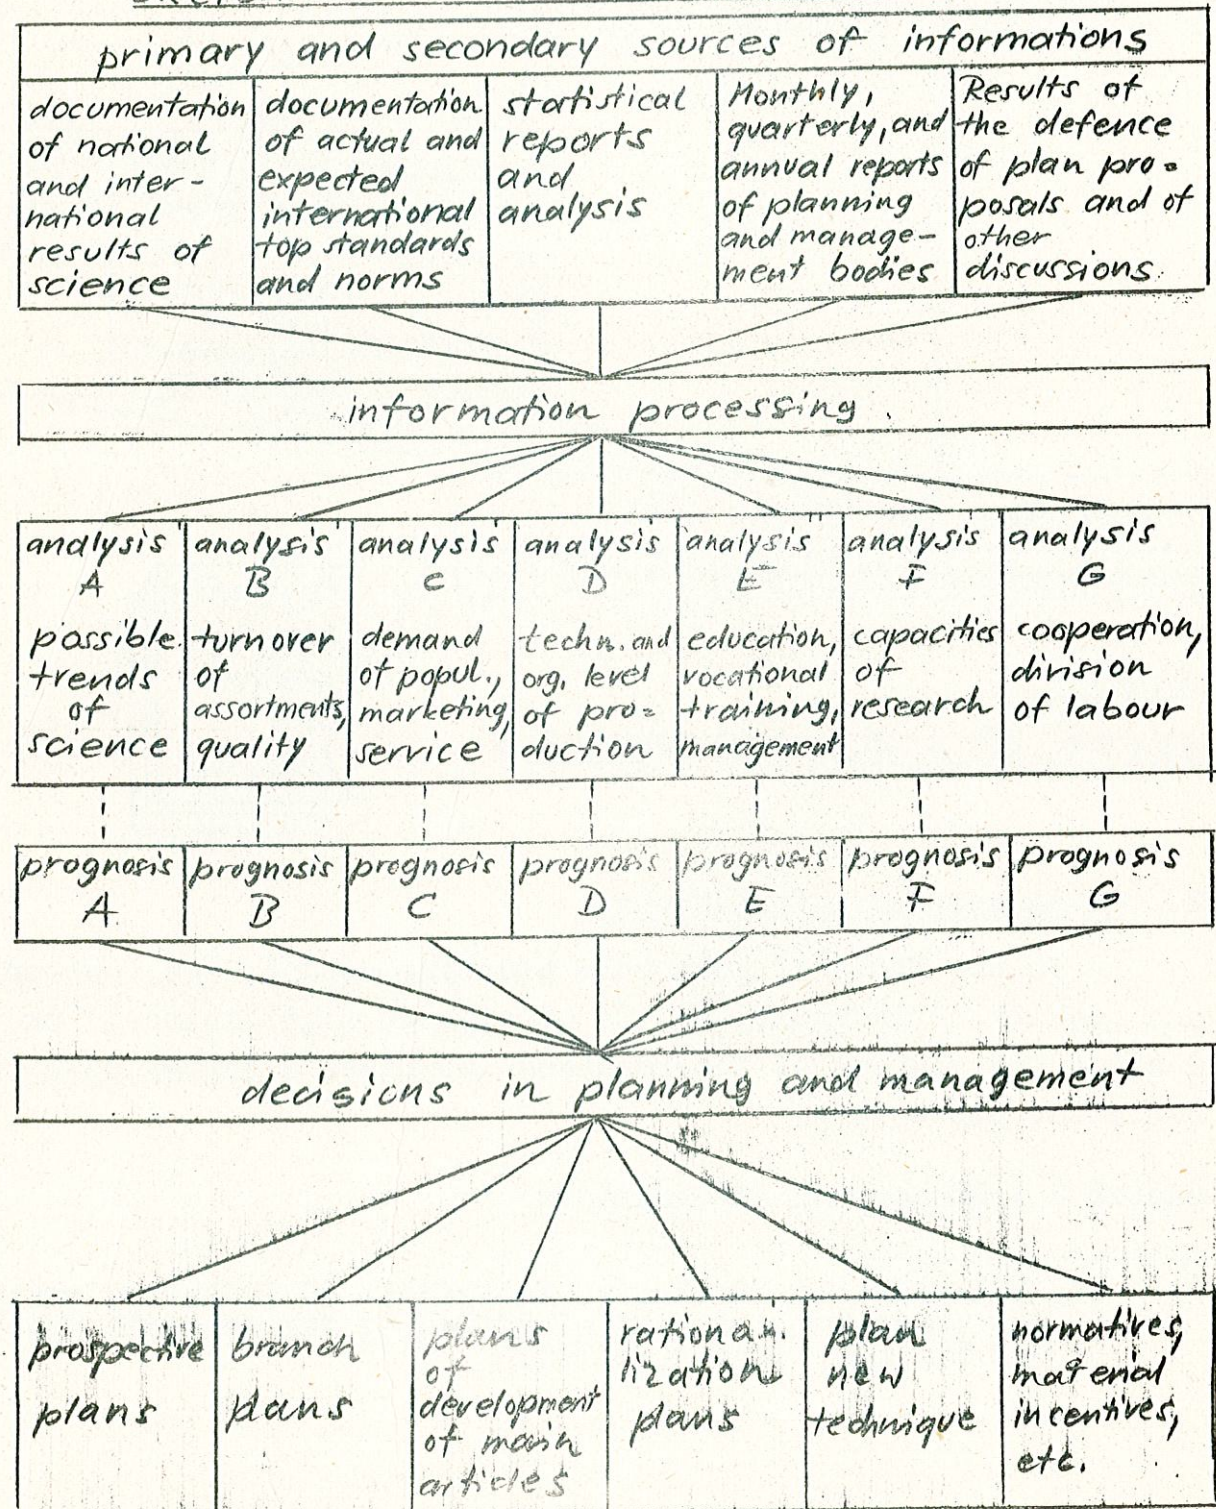 primary and secondary sources of informations
documentation
of national
and inter-
national
results of
science
documentation
of actual and
expected
international
top standards
and norms
statistical
reports
and
analysis
Monthly,
quarterly, and
annual reports
of planning
and manage-
ment bodies
Results of
the defence
of plan pro=
posals and of
other
discussions.
information processing
analysis
A
possible
trends
of
science
analysis
B
turnover
of
assortments,
quality
analysis
C
demand
of popul.,
marketing,
service
analysis
D
techn. and
org. level
of pro=
duction
analysis
E
education,
vocational
training,
management
analysis
F
capacities
of
research
analysis
G
cooperation,
division
of labour
prognosis
A
prognosis
B
prognosis
C
prognosis
D
prognosis
E
prognosis
F
prognosis
G
decisions in planning and management
prospective
plans
branch
plans
plans
of
development
of main
articles
lization
plans
plan
new
technique
normatives,
material
incentives,
etc.